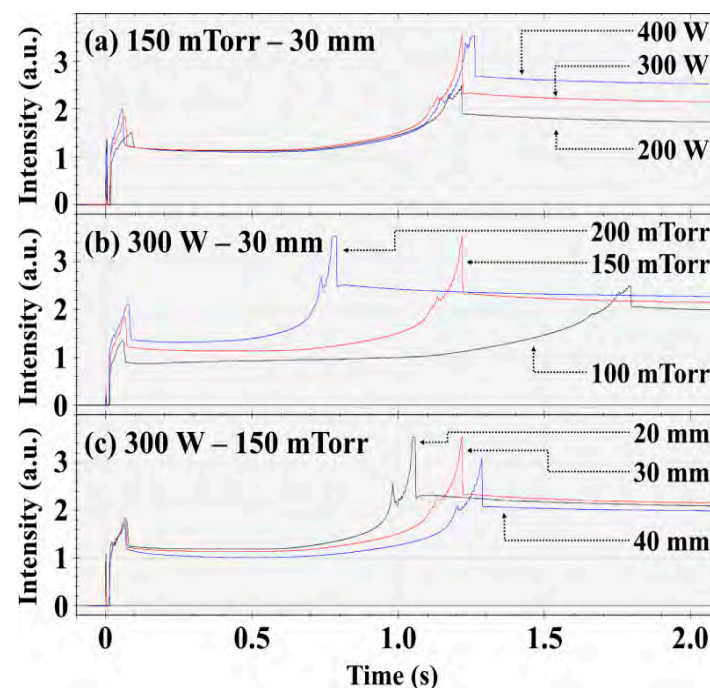 (a) 150 mTorr – 30 mm
400 W
300 W
200 W
Intensity (a.u.)
3
2
1
0
(b) 300 W – 30 mm
200 mTorr
150 mTorr
100 mTorr
Intensity (a.u.)
3
2
1
0
(c) 300 W – 150 mTorr
20 mm
30 mm
40 mm
Intensity (a.u.)
3
2
1
0
0 0.5 1.0 1.5 2.0
Time (s)